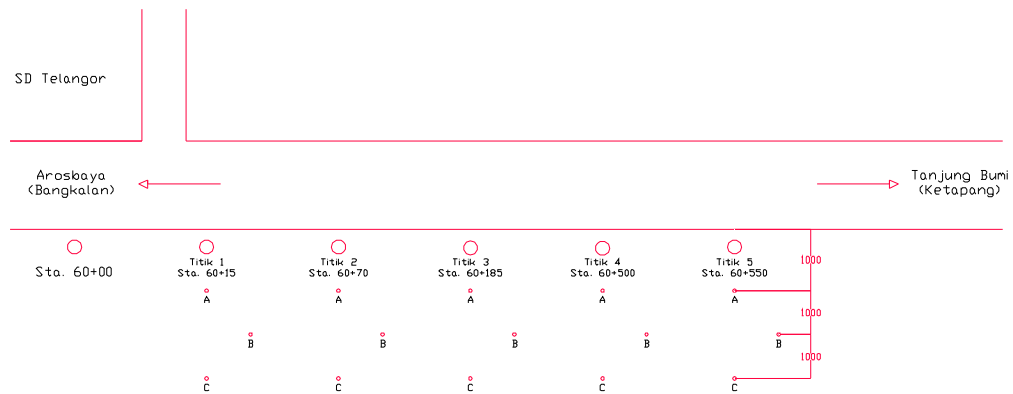 SD Telangor
Arosbaya
(Bangkalan)
Tanjung Bumi
(Ketapang)
Sta. 60+00
Titik 1
Sta. 60+15
Titik 2
Sta. 60+70
Titik 3
Sta. 60+185
Titik 4
Sta. 60+500
Titik 5
Sta. 60+550
1000
A
A
A
A
A
1000
B
B
B
B
B
1000
C
C
C
C
C